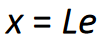 x = Le